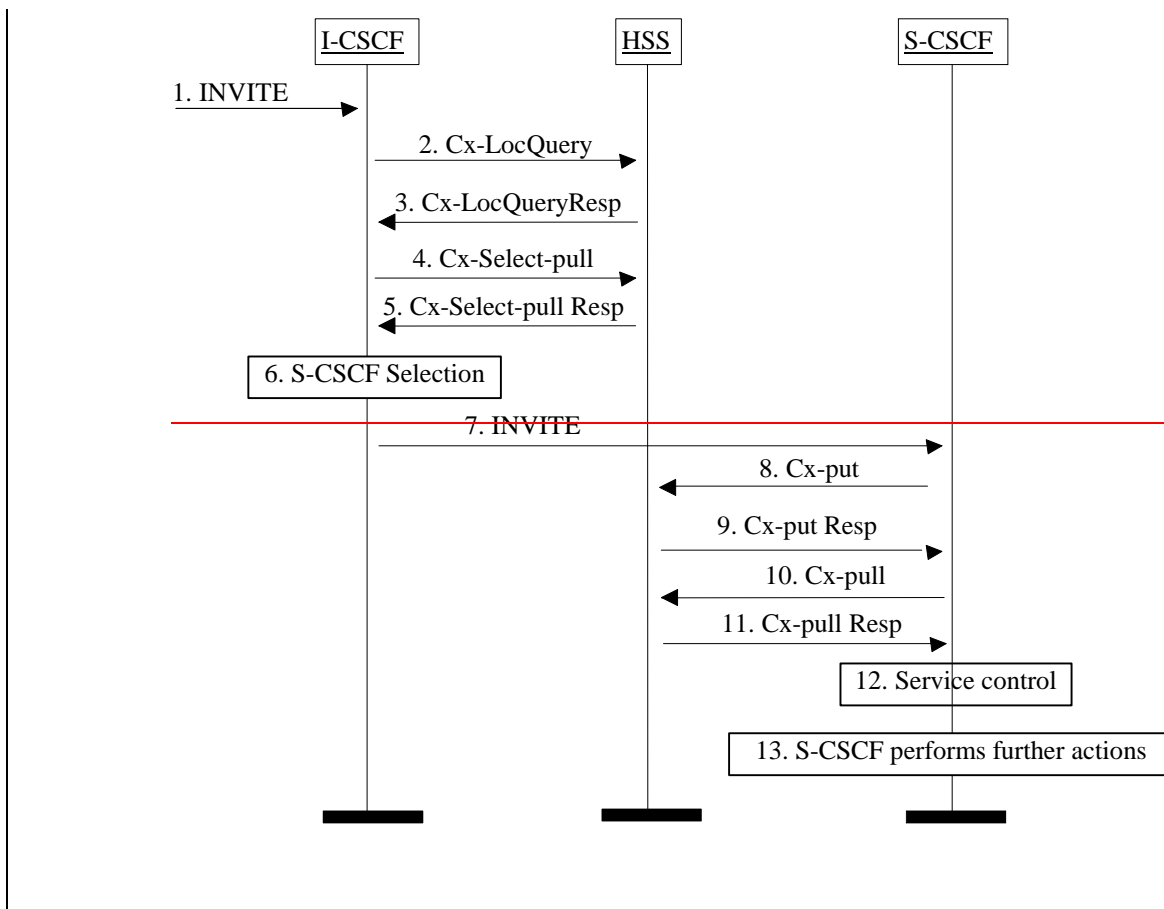 I-CSCF
HSS
S-CSCF
1. INVITE
2. Cx-LocQuery
3. Cx-LocQueryResp
4. Cx-Select-pull
5. Cx-Select-pull Resp
6. S-CSCF Selection
7. INVITE
8. Cx-put
9. Cx-put Resp
10. Cx-pull
11. Cx-pull Resp
12. Service control
13. S-CSCF performs further actions